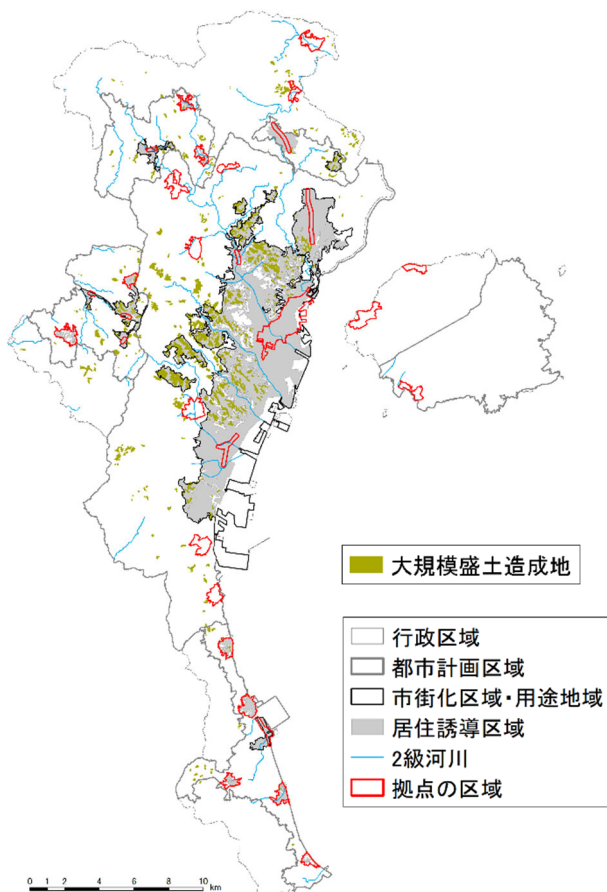 大規模盛土造成地
行政区域
都市計画区域
市街化区域・用途地域
居住誘導区域
2級河川
拠点の区域
0 1 2 4 6 8 10
km